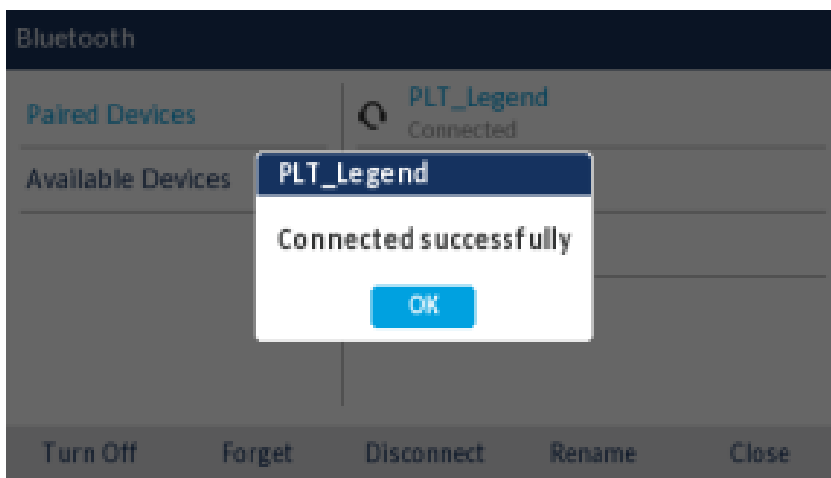 Bluetooth
Paired Devices
PLT_Legend
Connected
Available Devices
PLT_Legend
Connected successfully
OK
Turn Off Forget Disconnect Rename Close